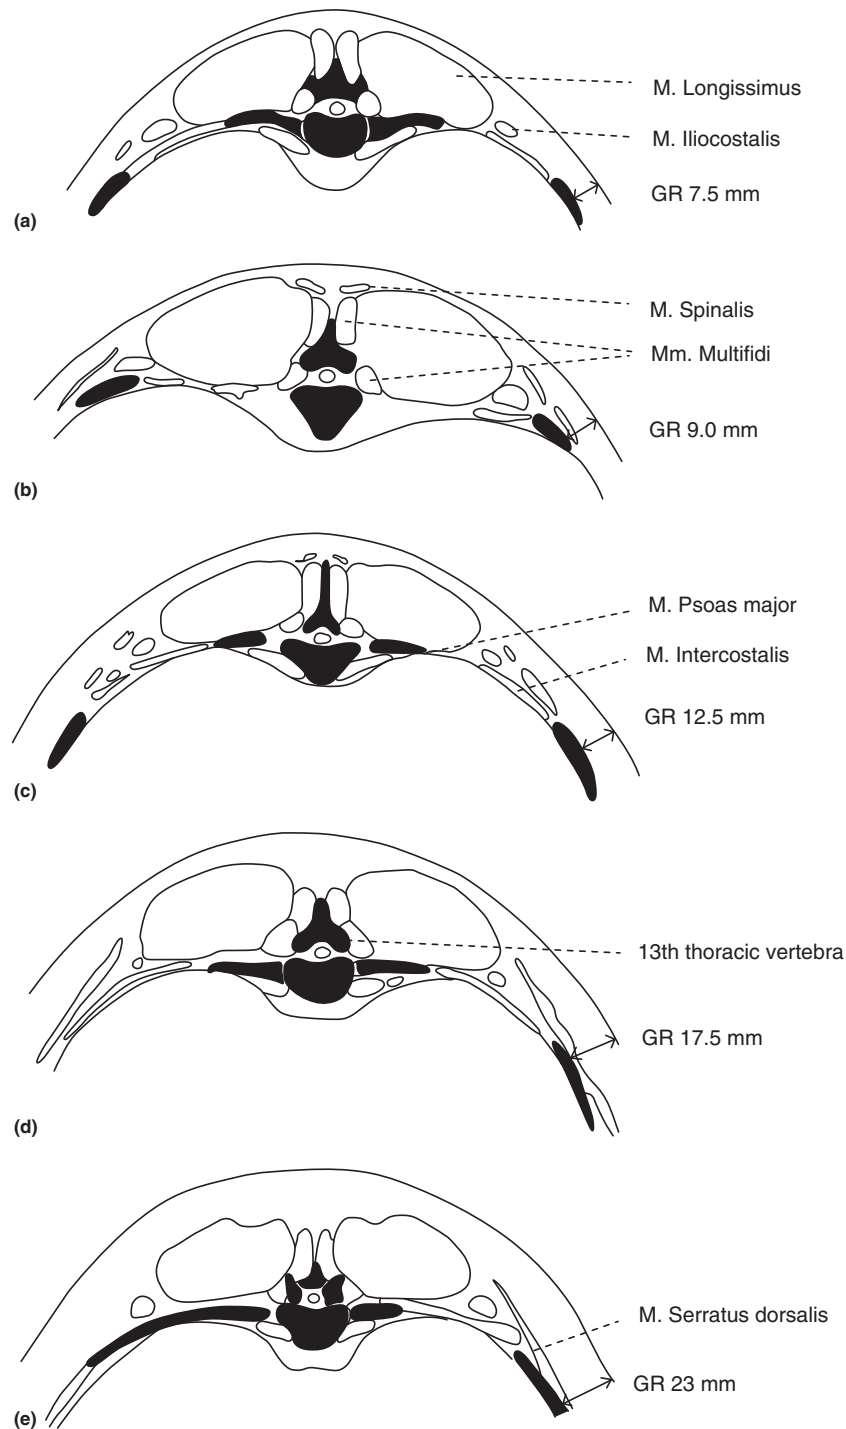 M. Longissimus
M. Iliocostalis
GR 7.5 mm
(a)
M. Spinalis
Mm. Multifidi
GR 9.0 mm
(b)
M. Psoas major
M. Intercostalis
GR 12.5 mm
(c)
13th thoracic vertebra
GR 17.5 mm
(d)
M. Serratus dorsalis
GR 23 mm
(e)